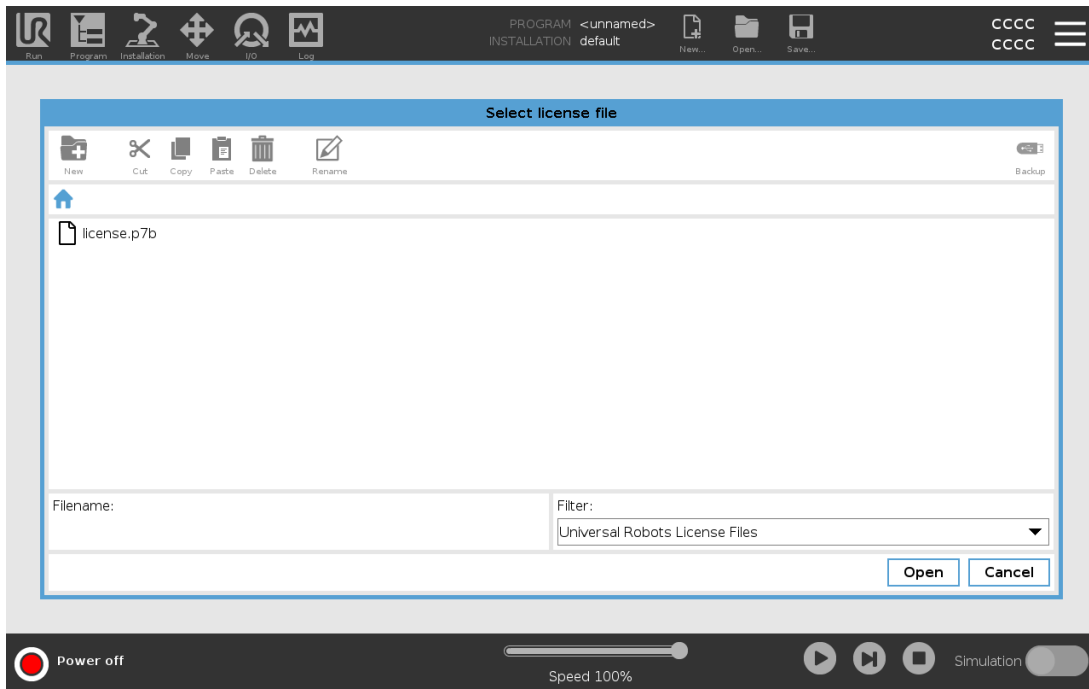 PROGRAM <unnamed>
INSTALLATION default
CCCC
CCCC
Run Program Installation Move I/O Log New... Open... Save...
Select license file
New Cut Copy Paste Delete Rename Backup
license.p7b
Filename: Filter:
Universal Robots License Files
Open Cancel
Power off
Speed 100%
Simulation